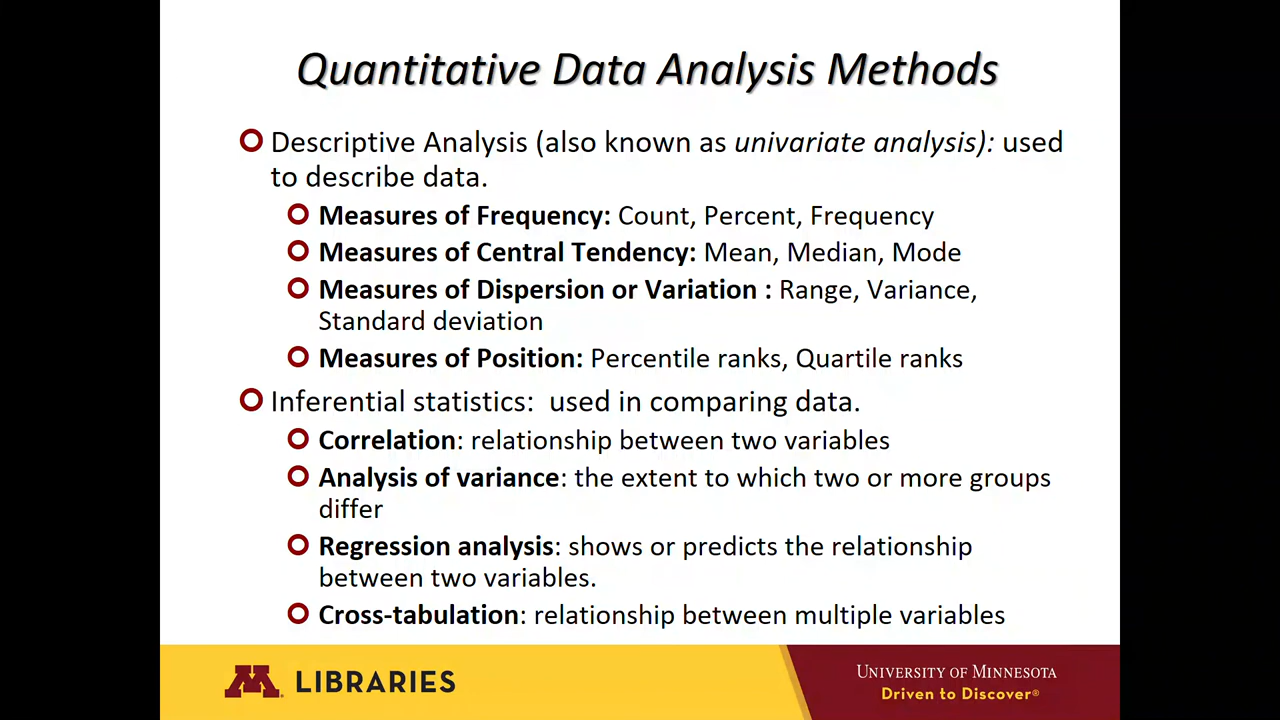 Quantitative Data Analysis Methods
Descriptive Analysis (also known as univariate analysis): used
to describe data.
Measures of Frequency: Count, Percent, Frequency
Measures of Central Tendency: Mean, Median, Mode
Measures of Dispersion or Variation : Range, Variance,
Standard deviation
Measures of Position: Percentile ranks, Quartile ranks
Inferential statistics:  used in comparing data.
Correlation: relationship between two variables
Analysis of variance: the extent to which two or more groups
differ
Regression analysis: shows or predicts the relationship
between two variables.
Cross-tabulation: relationship between multiple variables
M LIBRARIES
UNIVERSITY OF MINNESOTA
Driven to Discover®